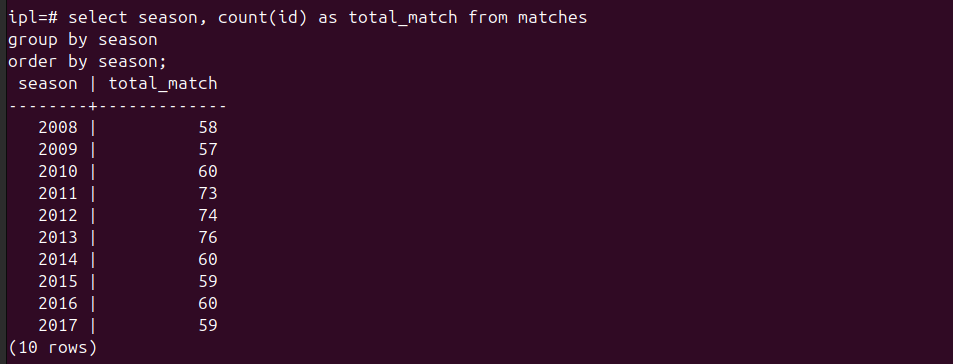 ipl=# select season, count(id) as total_match from matches
group by season
order by season;
 season | total_match
--------+-------------
   2008 |          58
   2009 |          57
   2010 |          60
   2011 |          73
   2012 |          74
   2013 |          76
   2014 |          60
   2015 |          59
   2016 |          60
   2017 |          59
(10 rows)